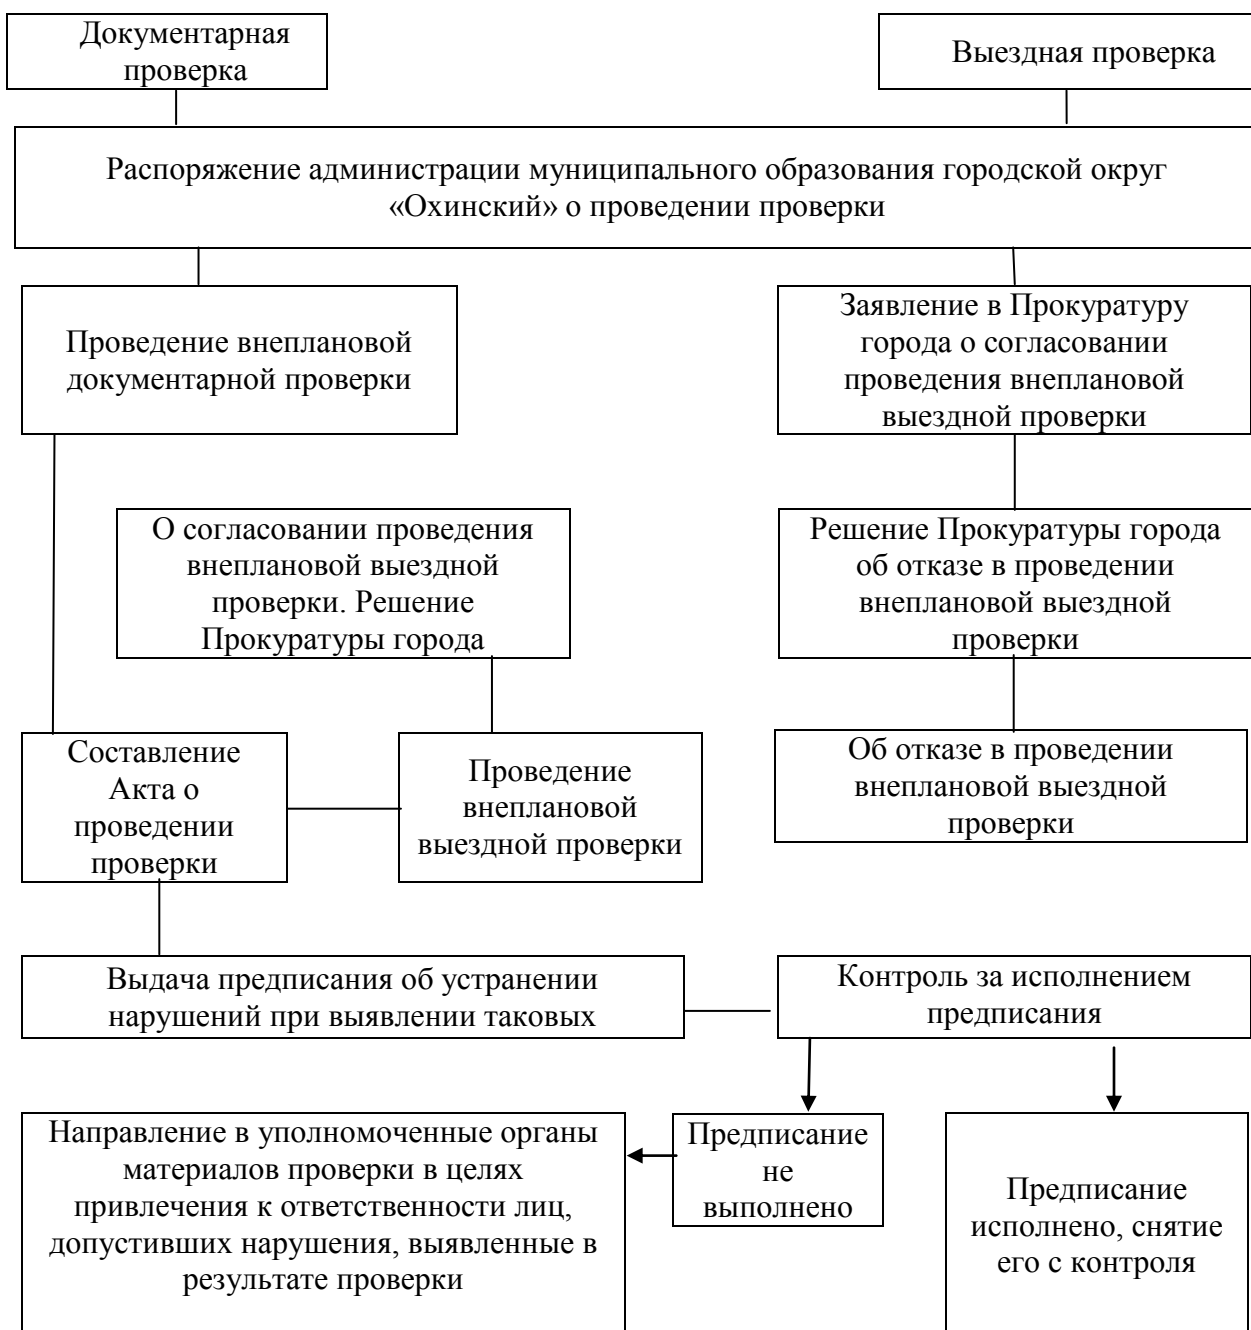 Документарная
проверка
Выездная проверка
Распоряжение администрации муниципального образования городской округ
«Охинский» о проведении проверки
Проведение внеплановой
документарной проверки
Заявление в Прокуратуру
города о согласовании
проведения внеплановой
выездной проверки
О согласовании проведения
внеплановой выездной
проверки. Решение
Прокуратуры города
Решение Прокуратуры города
об отказе в проведении
внеплановой выездной
проверки
Составление
Акта о
проведении
проверки
Проведение
внеплановой
выездной проверки
Об отказе в проведении
внеплановой выездной
проверки
Выдача предписания об устранении
нарушений при выявлении таковых
Контроль за исполнением
предписания
Направление в уполномоченные органы
материалов проверки в целях
привлечения к ответственности лиц,
допустивших нарушения, выявленные в
результате проверки
Предписание
не
выполнено
Предписание
исполнено, снятие
его с контроля